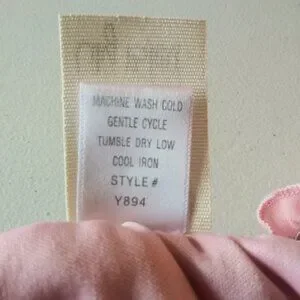 MACHINE WASH COLD
GENTLE CYCLE
TUMBLE DRY LOW
COOL IRON
STYLE #
Y894